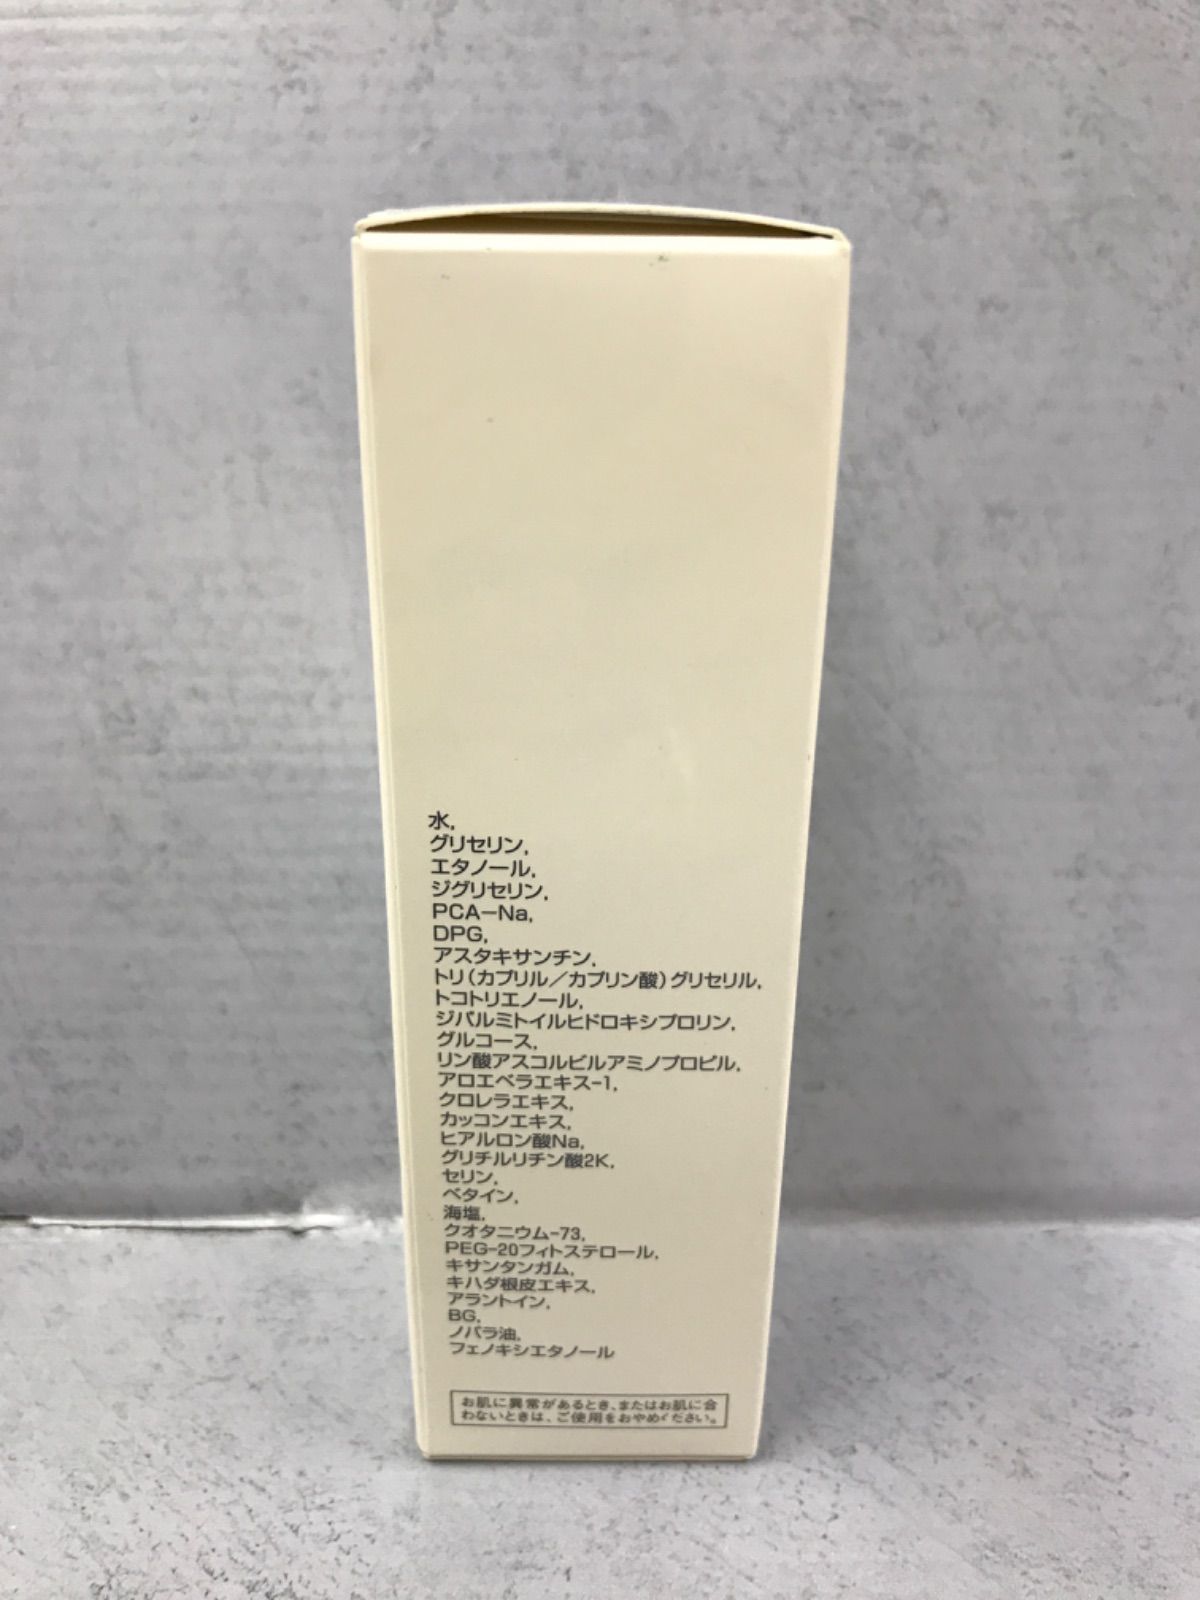 水,
グリセリン,
エタノール,
ジグリセリン,
PCA-Na,
DPG,
アスタキサンチン,
トリ(カプリル/カプリン酸)グリセリル,
トコトリエノール,
ジパルミトイルヒドロキシプロリン,
グルコース,
リン酸アスコルビルアミノプロピル,
アロエベラエキス-1,
クロレラエキス,
カッコンエキス,
ヒアルロン酸Na,
グリチルリチン酸2K,
セリン,
ベタイン,
海塩,
クオタニウム-73,
PEG-20フィトステロール,
キサンタンガム,
キハダ根皮エキス,
アラントイン,
BG,
ノバラ油,
フェノキシエタノール
お肌に異常があるとき、またはお肌に合
わないときは、ご使用をおやめください。